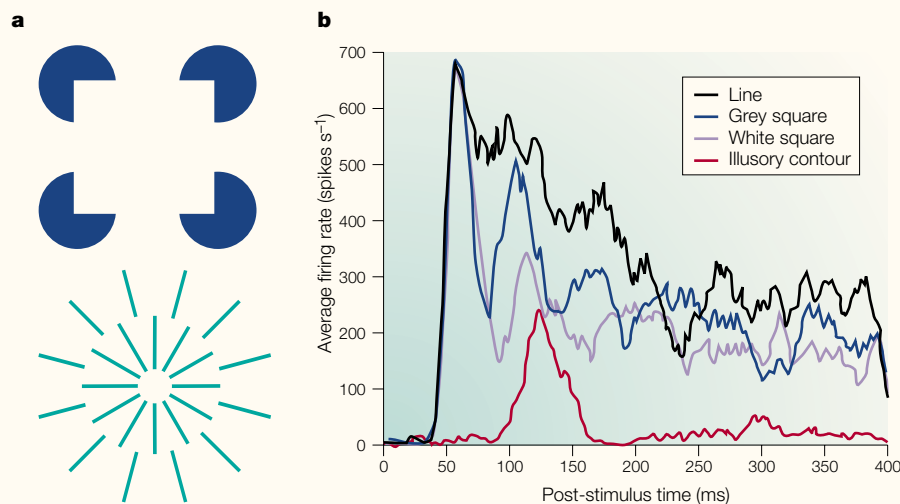 a
b
700
600
500
400
300
200
100
0
Average firing rate (spikes s⁻¹)
Line
Grey square
White square
Illusory contour
0 50 100 150 200 250 300 350 400
Post-stimulus time (ms)